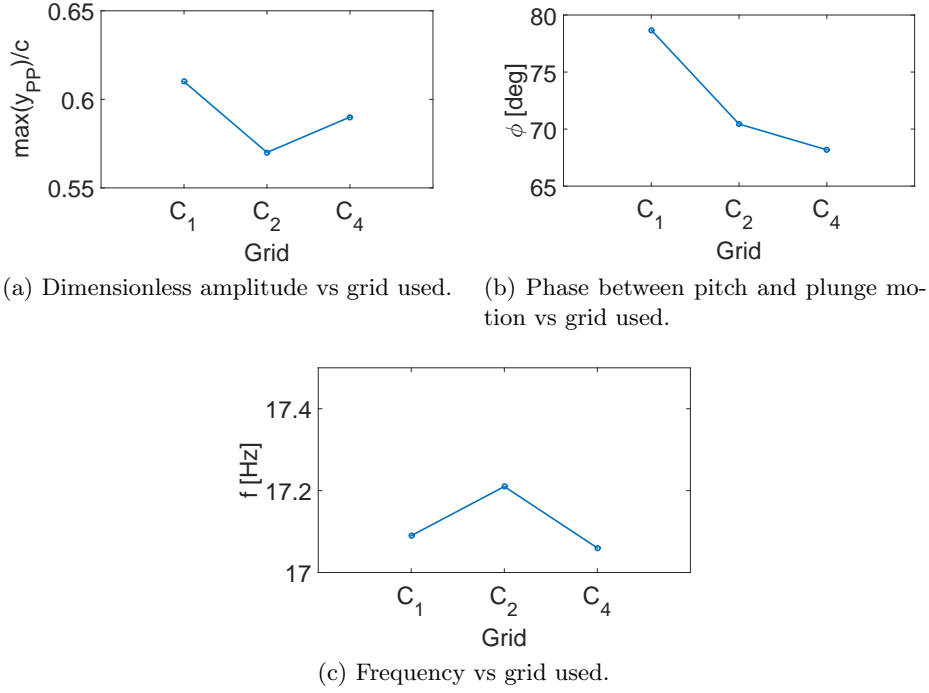 0.65
0.6
0.55
max(y_PP)/c
C_1 C_2 C_4
Grid
(a) Dimensionless amplitude vs grid used.
80
75
70
65
ϕ [deg]
C_1 C_2 C_4
Grid
(b) Phase between pitch and plunge mo-
tion vs grid used.
17.4
17.2
17
f [Hz]
C_1 C_2 C_4
Grid
(c) Frequency vs grid used.